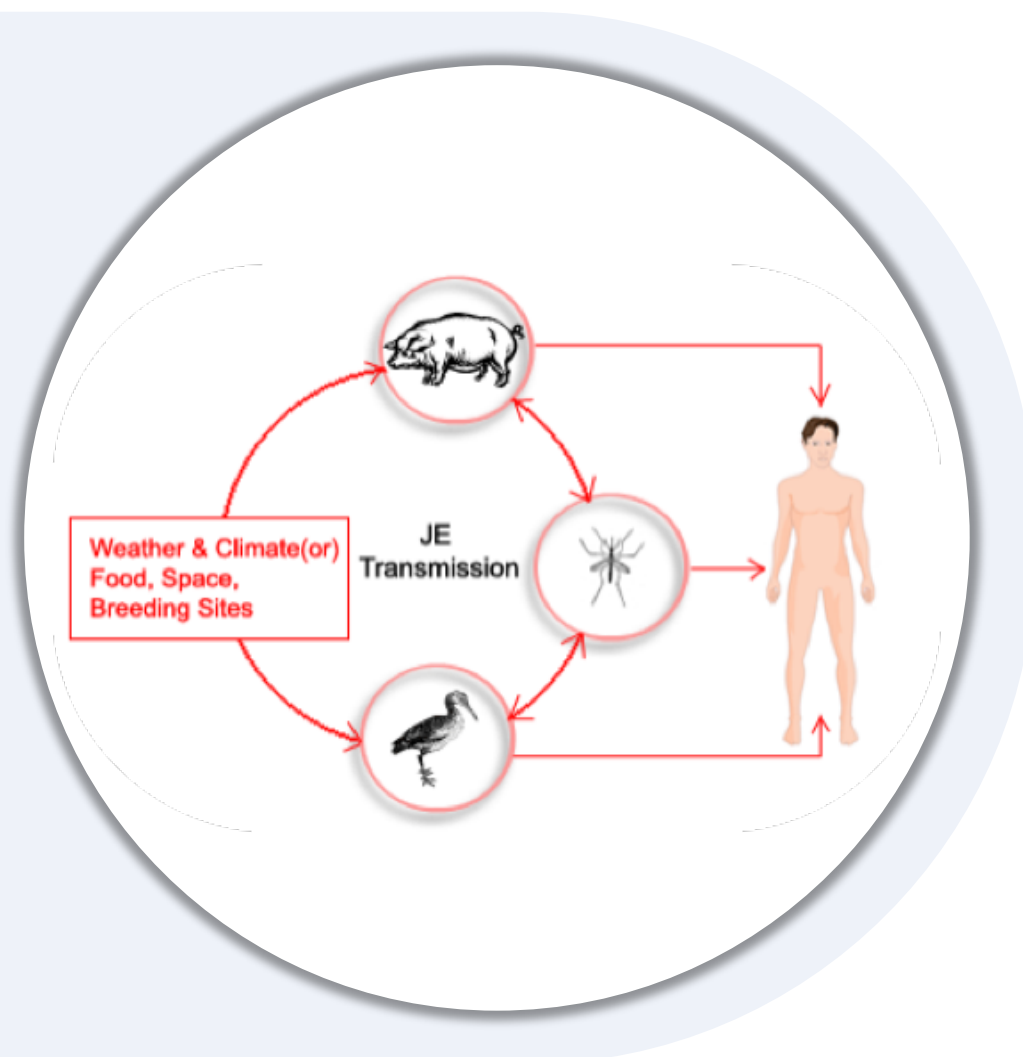 Weather & Climate(or)
Food, Space,
Breeding Sites
JE
Transmission